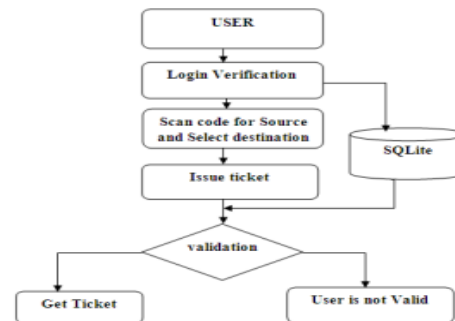 USER
Login Verification
Scan code for Source
and Select destination
SQLite
Issue ticket
validation
Get Ticket
User is not Valid